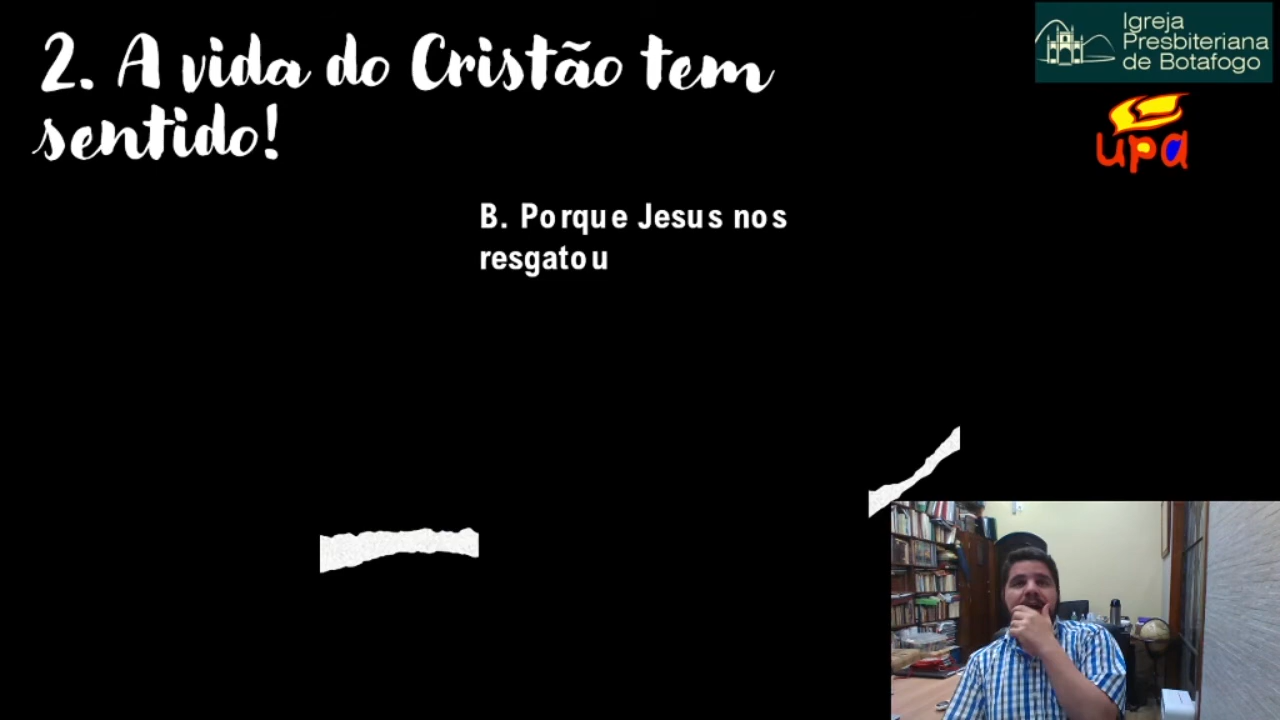 2. A vida do Cristão tem
sentido!
Igreja
Presbiteriana
de Botafogo
upa
B. Porque Jesus nos
resgatou